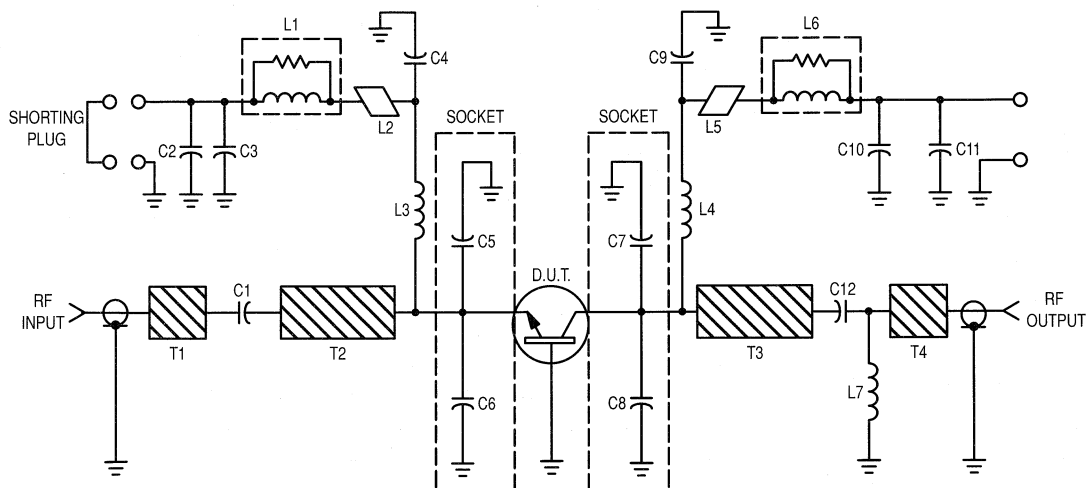 L1
L6
C4
C9
SHORTING
PLUG
C2
C3
L2
L5
SOCKET
SOCKET
C10
C11
L3
L4
C5
C7
D.U.T.
RF
INPUT
C1
C12
RF
OUTPUT
T1
T2
T3
T4
C6
C8
L7